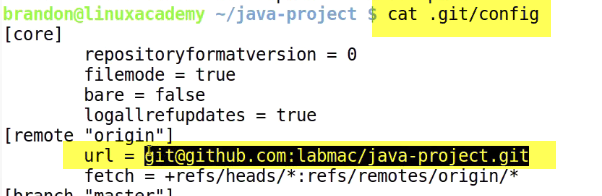 brandon@linuxacademy ~/java-project $ cat .git/config
[core]
        repositoryformatversion = 0
        filemode = true
        bare = false
        logallrefupdates = true
[remote "origin"]
        url = git@github.com:labmac/java-project.git
        fetch = +refs/heads/*:refs/remotes/origin/*
[branch "master"]